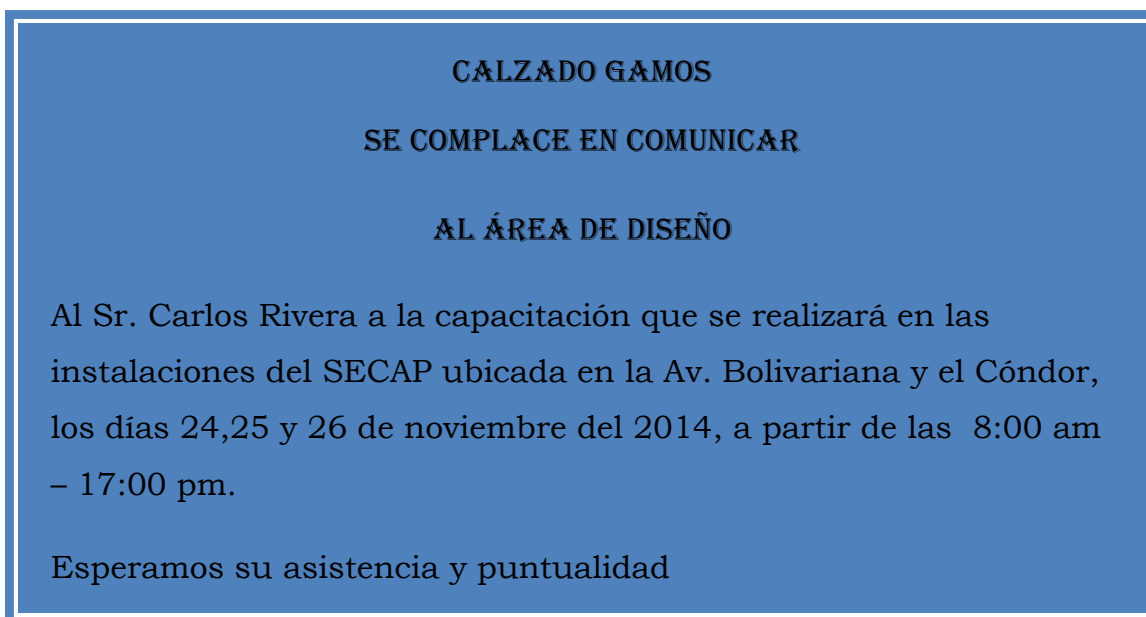 CALZADO GAMOS
SE COMPLACE EN COMUNICAR
AL ÁREA DE DISEÑO
Al Sr. Carlos Rivera a la capacitación que se realizará en las
instalaciones del SECAP ubicada en la Av. Bolivariana y el Cóndor,
los días 24,25 y 26 de noviembre del 2014, a partir de las  8:00 am
– 17:00 pm.
Esperamos su asistencia y puntualidad